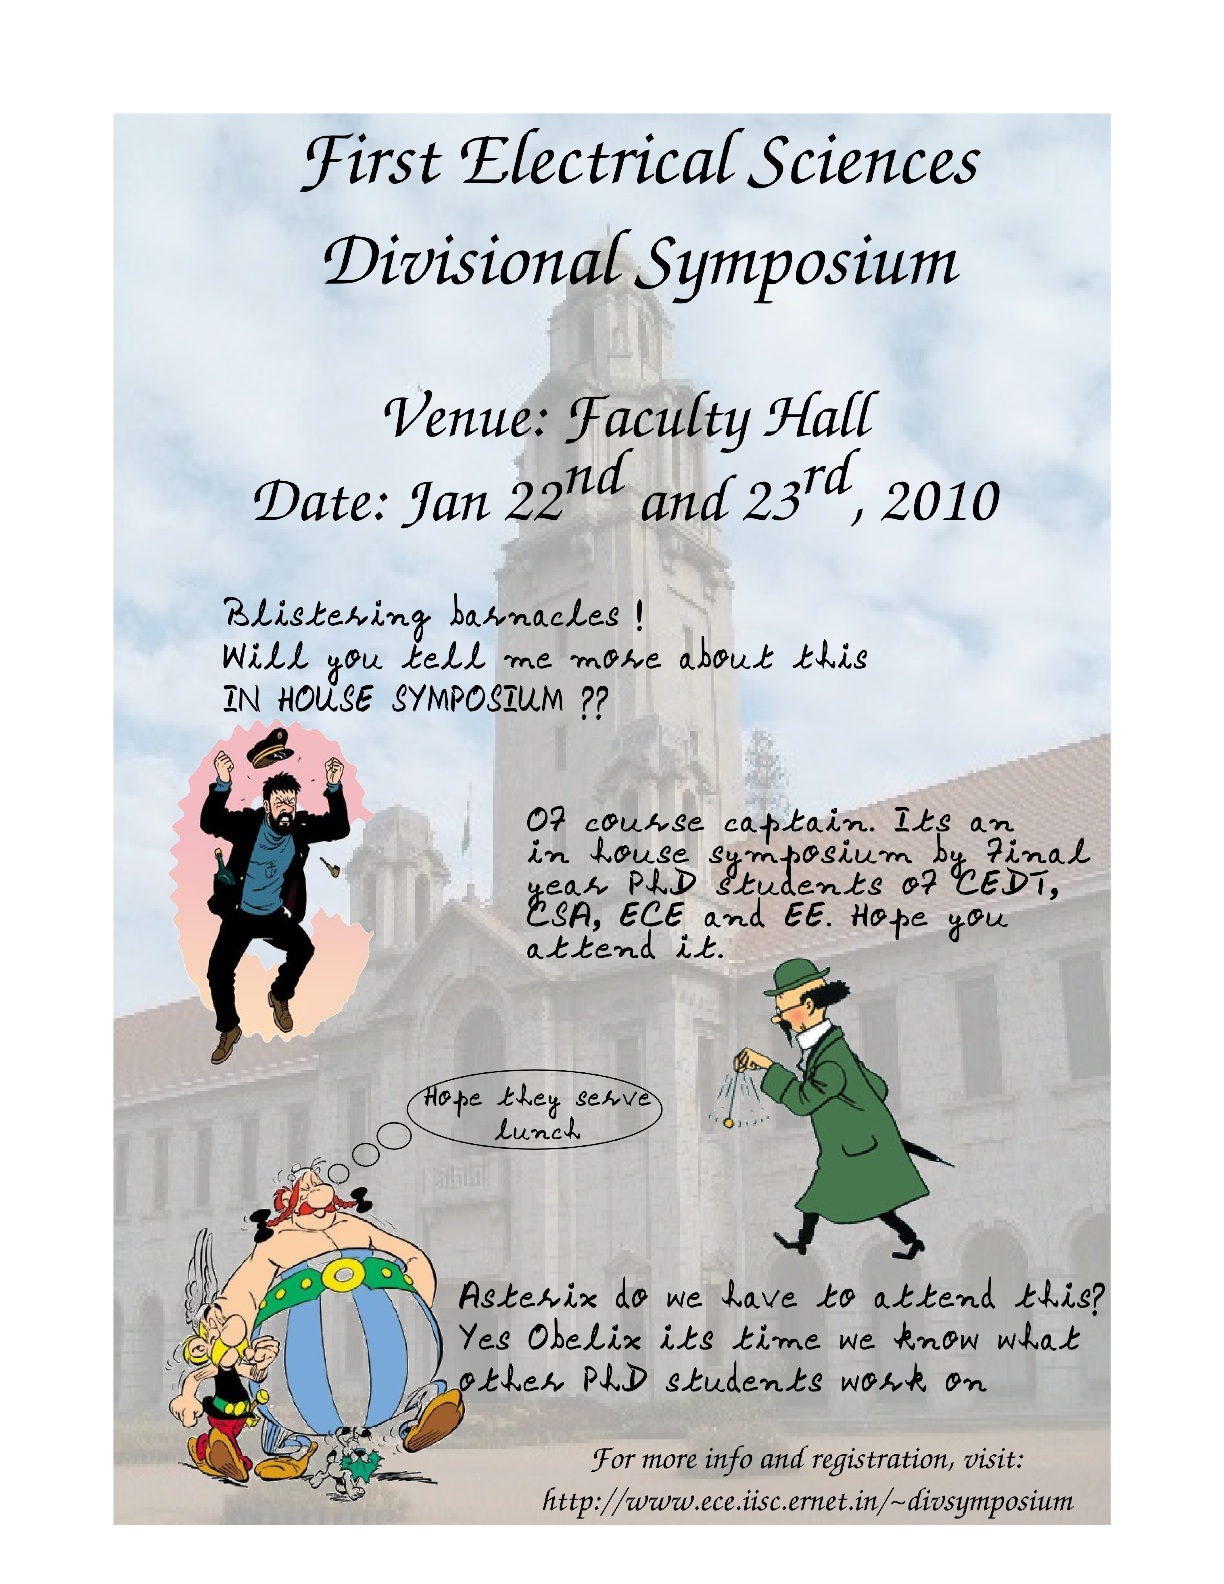 First Electrical Sciences
Divisional Symposium
Venue: Faculty Hall
Date: Jan 22nd and 23rd, 2010
Blistering barnacles !
Will you tell me more about this
IN HOUSE SYMPOSIUM ??
Of course captain. Its an
in house symposium by final
year PhD students of CEDT,
CSA, ECE and EE. Hope you
attend it.
Hope they serve
lunch
Asterix do we have to attend this?
Yes Obelix its time we know what
other PhD students work on
For more info and registration, visit:
http://www.ece.iisc.ernet.in/~divsymposium